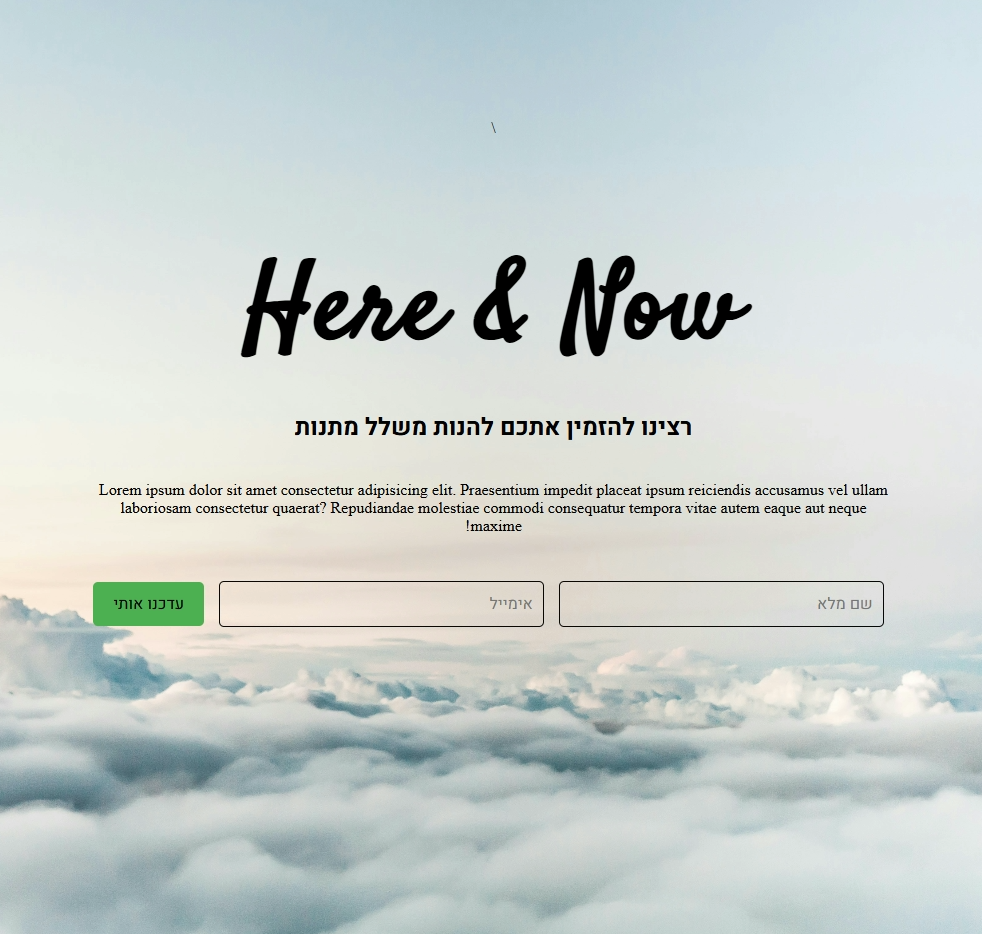 \
Here & Now
רצינו להזמין אתכם להנות משלל מתנות
Lorem ipsum dolor sit amet consectetur adipisicing elit. Praesentium impedit placeat ipsum reiciendis accusamus vel ullam
laboriosam consectetur quaerat? Repudiandae molestiae commodi consequatur tempora vitae autem eaque aut neque
!maxime
שם מלא
אימייל
עדכנו אותי